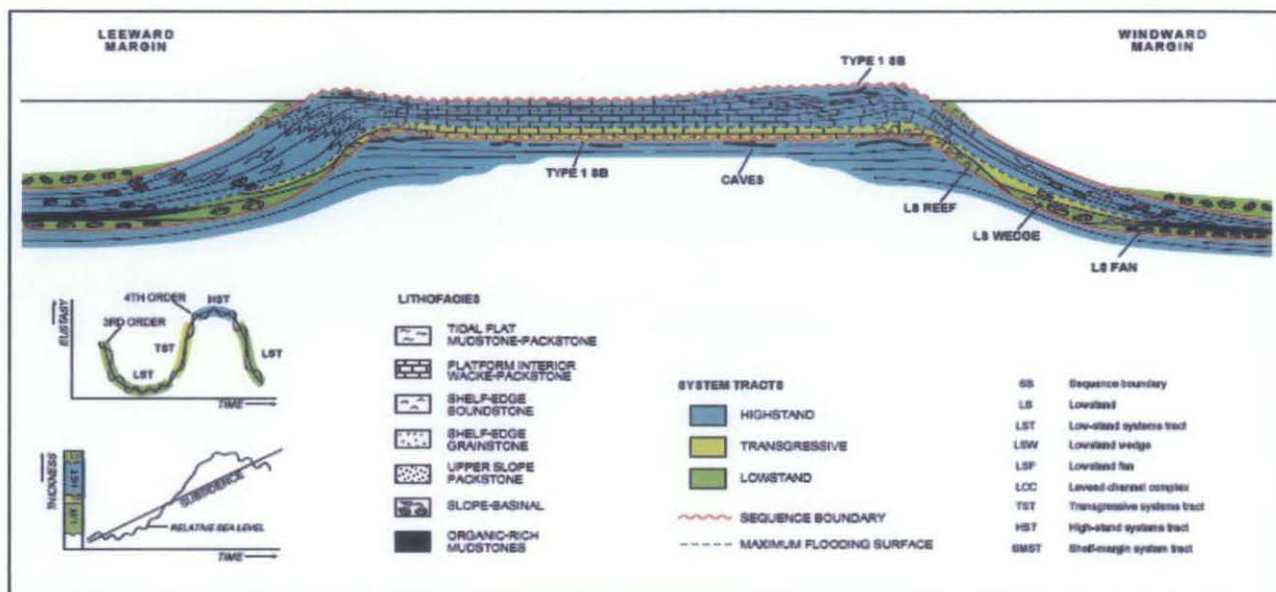 LEEWARD
MARGIN
WINDWARD
MARGIN
TYPE 1 SB
TYPE 1 SB
CAVES
LS REEF
LS WEDGE
LS FAN
EUSTASY
4TH ORDER
HST
3RD ORDER
TST
LST
LST
TIME
THICKNESS
HST
LST
SUBSIDENCE
RELATIVE SEA LEVEL
TIME
LITHOFACIES
TIDAL FLAT
MUDSTONE-PACKSTONE
PLATFORM INTERIOR
WACKE-PACKSTONE
SHELF-EDGE
BOUNDSTONE
SHELF-EDGE
GRAINSTONE
UPPER SLOPE
PACKSTONE
SLOPE-BASINAL
ORGANIC-RICH
MUDSTONES
SYSTEM TRACTS
HIGHSTAND
TRANSGRESSIVE
LOWSTAND
SEQUENCE BOUNDARY
MAXIMUM FLOODING SURFACE
SB Sequence boundary
LS Lowstand
LST Low-stand systems tract
LSW Lowstand wedge
LSF Lowstand fan
LCC Leveed channel complex
TST Transgressive systems tract
HST High-stand systems tract
SMST Shelf-margin system tract